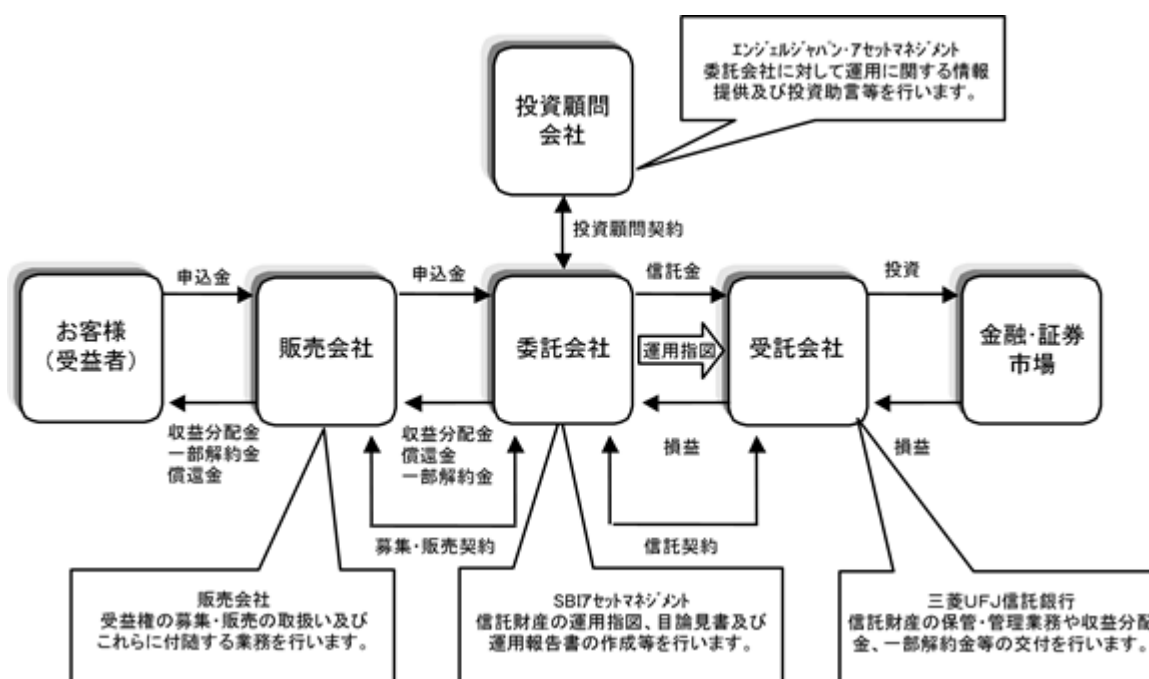 エンジェルジャパン・アセットマネジメント
委託会社に対して運用に関する情報
提供及び投資助言等を行います。
投資顧問
会社
投資顧問契約
申込金
申込金
信託金
投資
お客様
（受益者）
販売会社
委託会社
運用指図
受託会社
金融・証券
市場
収益分配金
一部解約金
償還金
収益分配金
償還金
一部解約金
損益
損益
募集・販売契約
信託契約
販売会社
受益権の募集・販売の取扱い及び
これらに付随する業務を行います。
SBIアセットマネジメント
信託財産の運用指図、目論見書及び
運用報告書の作成等を行います。
三菱UFJ信託銀行
信託財産の保管・管理業務や収益分配
金、一部解約金等の交付を行います。